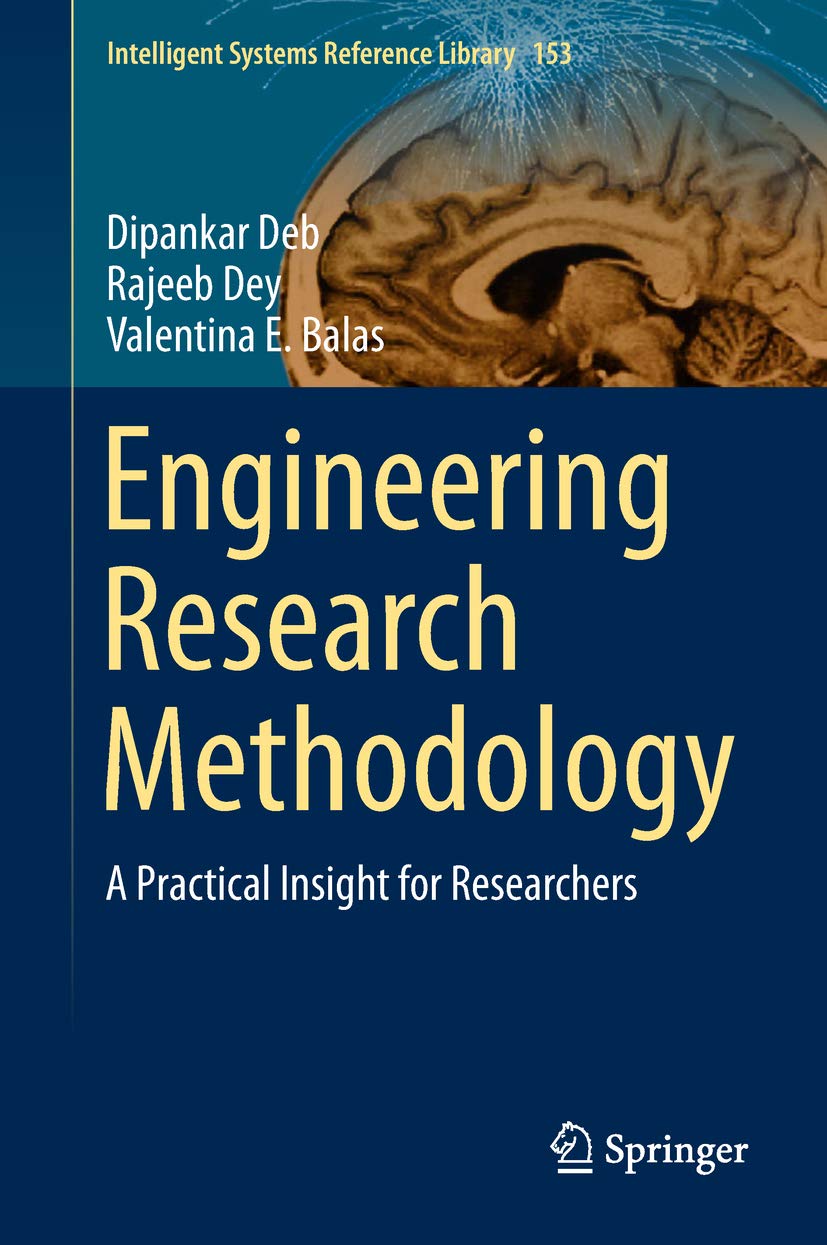 Intelligent Systems Reference Library 153
Dipankar Deb
Rajeeb Dey
Valentina E. Balas
Engineering
Research
Methodology
A Practical Insight for Researchers
Springer